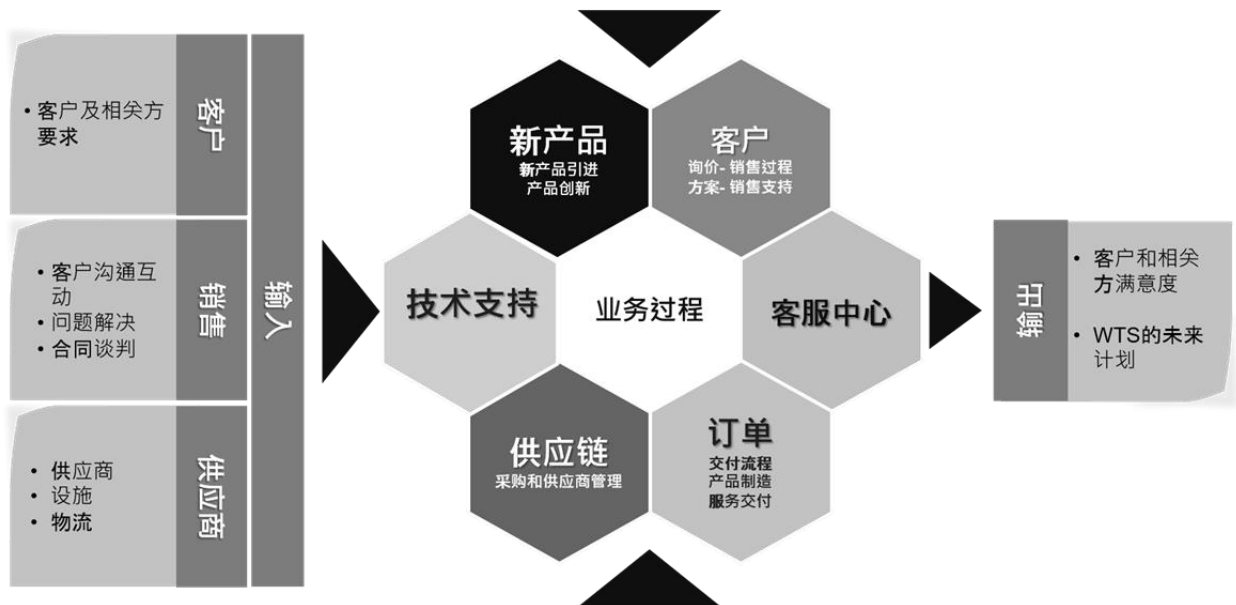 • 客户及相关方
要求
客户
• 客户沟通互
动
• 问题解决
• 合同谈判
销售
• 供应商
• 设施
• 物流
供应商
输入
新产品
新产品引进
产品创新
客户
询价- 销售过程
方案- 销售支持
技术支持
业务过程
客服中心
供应链
采购和供应商管理
订单
交付流程
产品制造
服务交付
输出
• 客户和相关
方满意度
• WTS的未来
计划